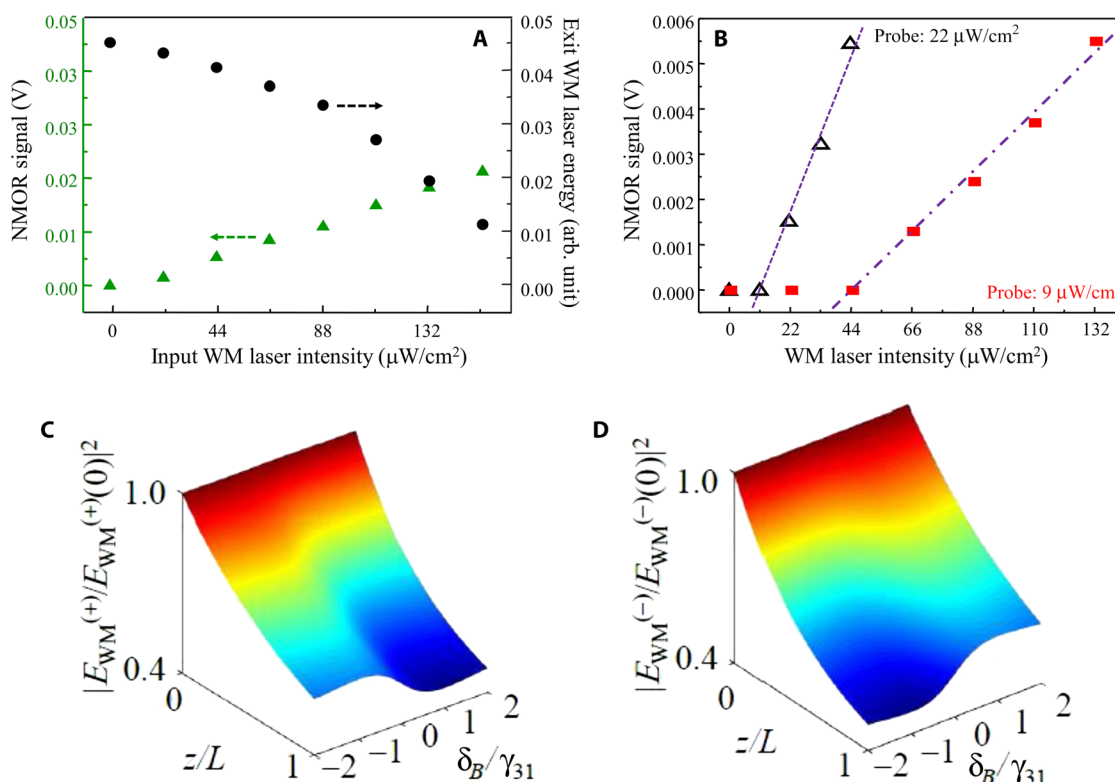 A
NMOR signal (V)
0.05
0.03
0.03
0.02
0.01
0.00
0.05
0.04
0.03
0.02
0.01
0.00
Exit WM laser
energy (arb. unit)
0 44 88 132
Input WM laser intensity (μW/cm²)
B
Probe: 22 μW/cm²
NMOR signal (V)
0.006
0.005
0.004
0.003
0.002
0.001
0.000
Probe: 9 μW/cm
0 22 44 66 88 110 132
WM laser intensity (μW/cm²)
C
|E_WM^(+)/E_WM^(+)(0)|²
1.0
0.4
0
z/L
1
−2 −1 0 1 2
δ_B/γ_31
D
|E_WM^(−)/E_WM^(−)(0)|²
1.0
0.4
0
z/L
1
−2 −1 0 1 2
δ_B/γ_31